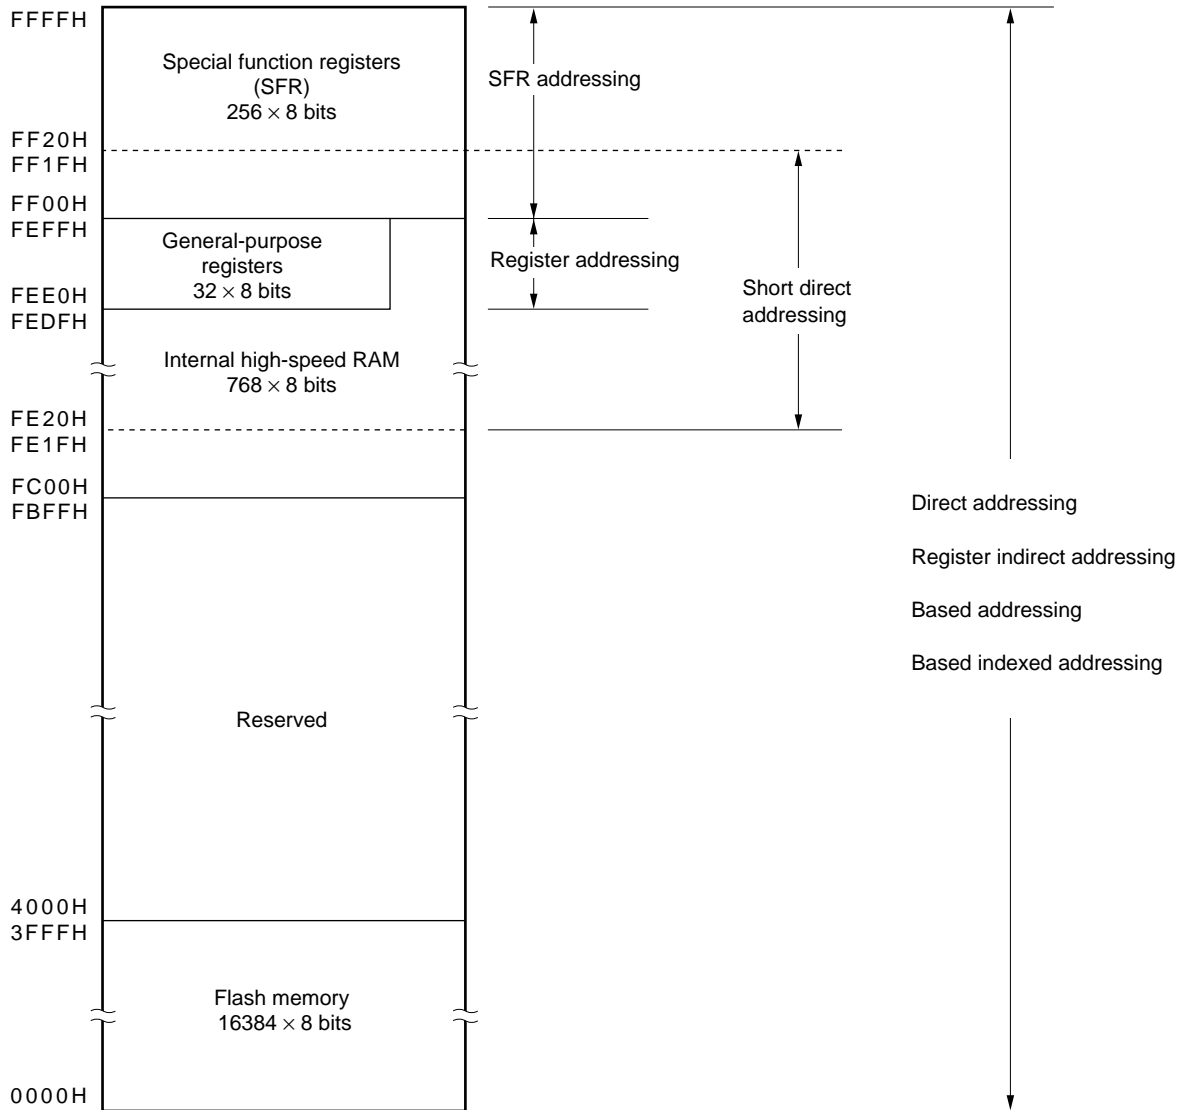 FFFFH
Special function registers
(SFR)
256 × 8 bits
SFR addressing
FF20H
FF1FH
FF00H
FEFFH
General-purpose
registers
32 × 8 bits
Register addressing
Short direct
addressing
FEE0H
FEDFH
Internal high-speed RAM
768 × 8 bits
FE20H
FE1FH
FC00H
FBFFH
Direct addressing
Register indirect addressing
Based addressing
Based indexed addressing
Reserved
4000H
3FFFH
Flash memory
16384 × 8 bits
0000H